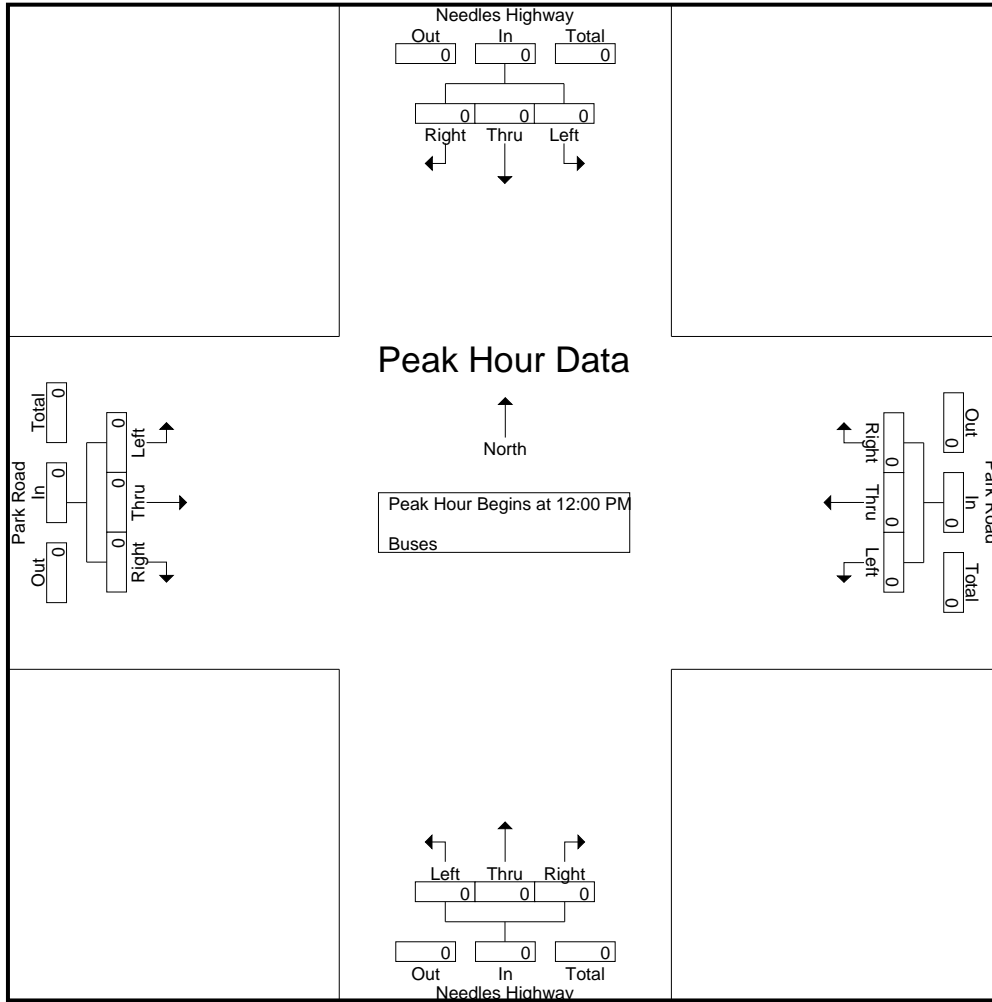 Needles Highway
Out In Total
0 0 0
0 0 0
Right Thru Left
Peak Hour Data
North
Peak Hour Begins at 12:00 PM
Buses
Park Road
Out In Total
0 0 0
0 0 0
Right Thru Left
Park Road
Out In Total
0 0 0
0 0 0
Left Thru Right
Left Thru Right
0 0 0
0 0 0
Out In Total
Needles Highway